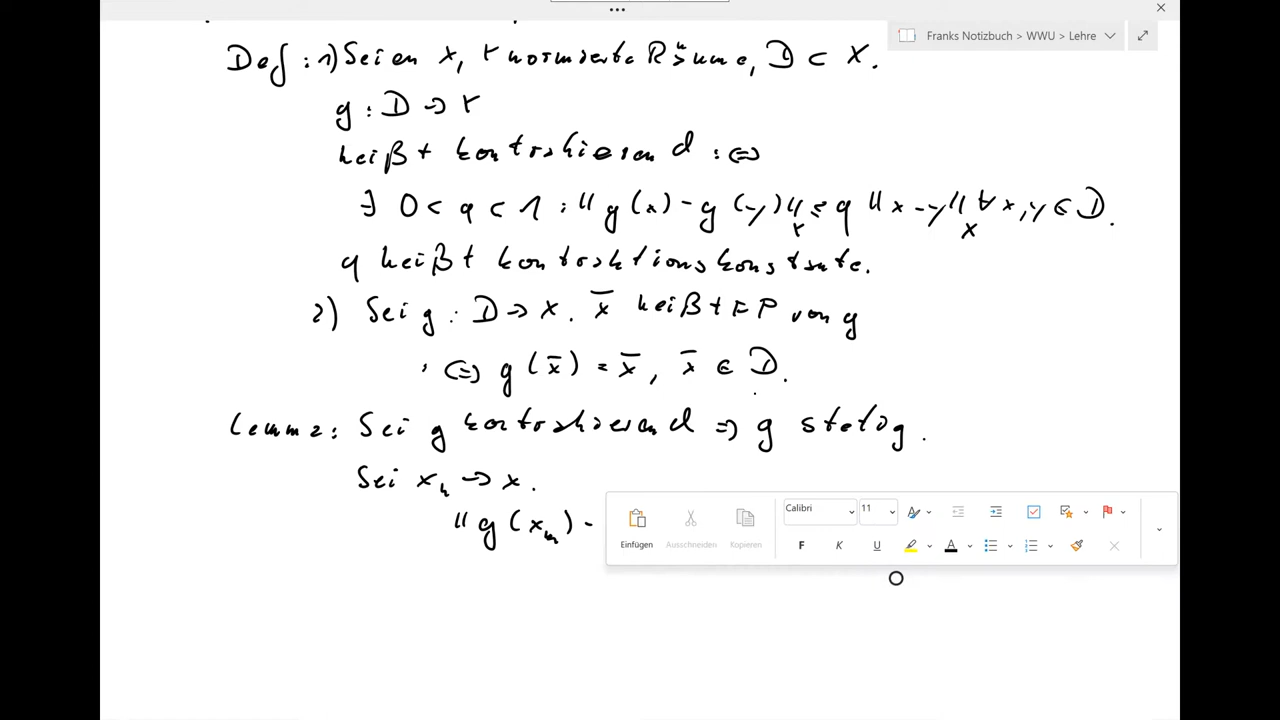 Franks Notizbuch > WWU > Lehre
Def: 1) Seien X, Y normierte Räume, D ⊂ X.
g: D → Y
heißt kontrahierend :⇔
∃ 0 < q < 1 : ‖g(x) - g(y)‖_Y ≤ q ‖x - y‖_X ∀ x, y ∈ D.
q heißt Kontraktionskonstante.
2) Sei g: D → X. x̄ heißt FP von g
:⇔ g(x̄) = x̄, x̄ ∈ D.
Lemma: Sei g kontrahierend ⇒ g stetig.
Sei x_n → x.
‖g(x_n) -
Calibri 11
Einfügen Ausschneiden Kopieren F K U A